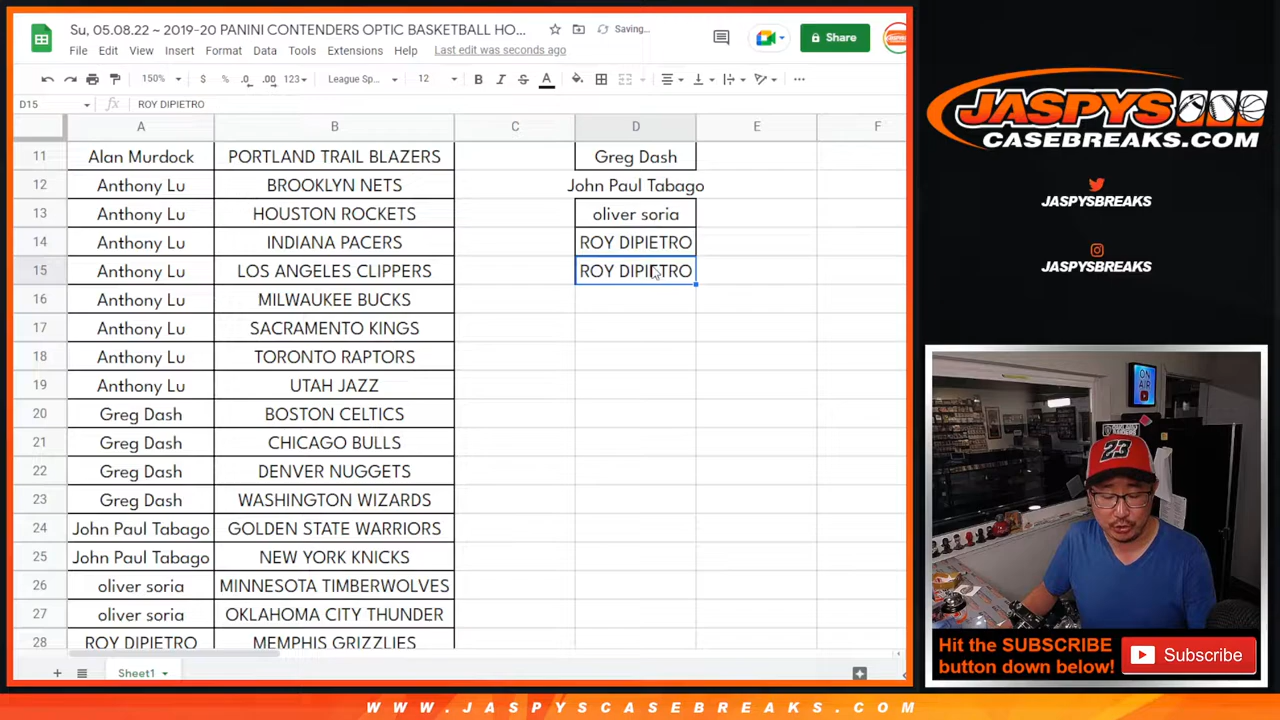 Su, 05.08.22 ~ 2019-20 PANINI CONTENDERS OPTIC BASKETBALL HO...
Saving...
Share
File Edit View Insert Format Data Tools Extensions Help Last edit was seconds ago
150% $ % .0 .00 123 League Sp... 12 B I S A
D15 fx ROY DIPIETRO
A B C D E F
11 Alan Murdock PORTLAND TRAIL BLAZERS Greg Dash
12 Anthony Lu BROOKLYN NETS John Paul Tabago
13 Anthony Lu HOUSTON ROCKETS oliver soria
14 Anthony Lu INDIANA PACERS ROY DIPIETRO
15 Anthony Lu LOS ANGELES CLIPPERS ROY DIPIETRO
16 Anthony Lu MILWAUKEE BUCKS
17 Anthony Lu SACRAMENTO KINGS
18 Anthony Lu TORONTO RAPTORS
19 Anthony Lu UTAH JAZZ
20 Greg Dash BOSTON CELTICS
21 Greg Dash CHICAGO BULLS
22 Greg Dash DENVER NUGGETS
23 Greg Dash WASHINGTON WIZARDS
24 John Paul Tabago GOLDEN STATE WARRIORS
25 John Paul Tabago NEW YORK KNICKS
26 oliver soria MINNESOTA TIMBERWOLVES
27 oliver soria OKLAHOMA CITY THUNDER
28 ROY DIPIETRO MEMPHIS GRIZZLIES
Sheet1
JASPYS
CASEBREAKS.COM
JASPYSBREAKS
JASPYSBREAKS
ON
AIR
23
Hit the SUBSCRIBE
button down below!
Subscribe
WWW.JASPYSCASEBREAKS.COM